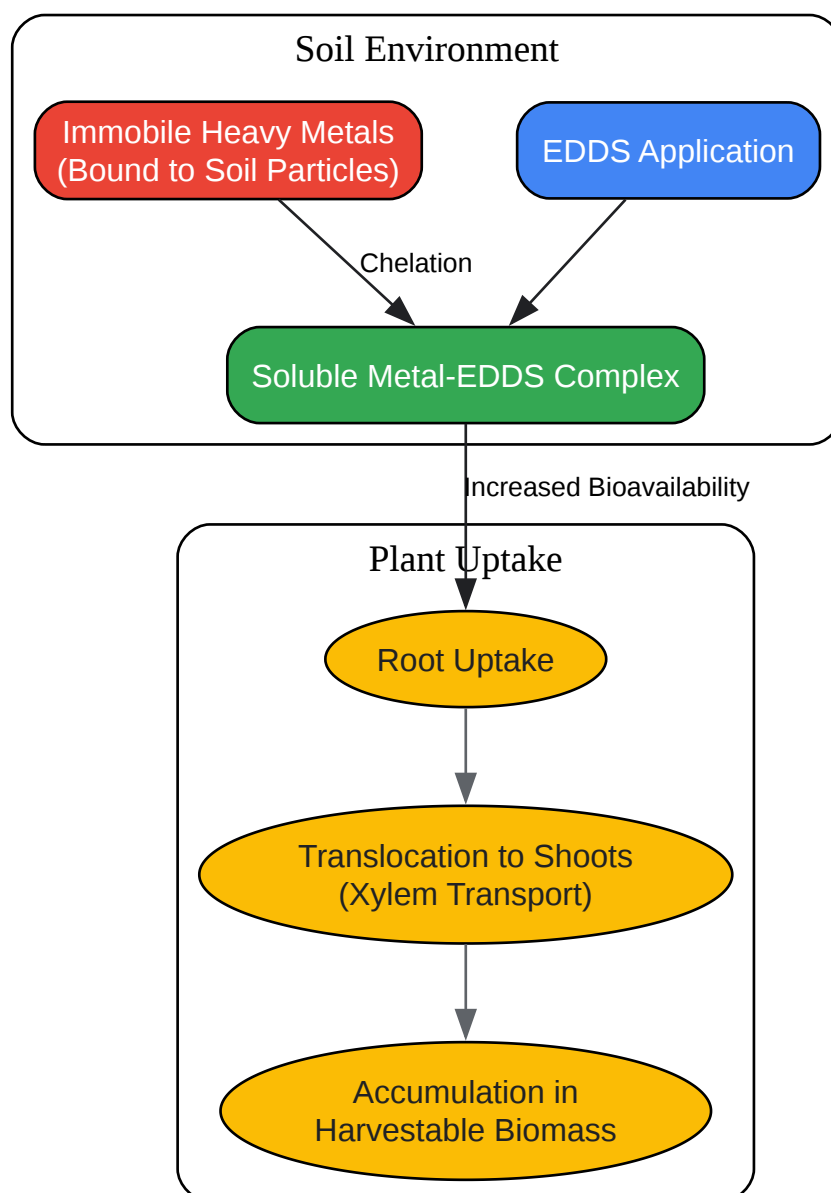 Soil Environment
Immobile Heavy Metals
(Bound to Soil Particles)
EDDS Application
Chelation
Soluble Metal-EDDS Complex
Increased Bioavailability
Plant Uptake
Root Uptake
Translocation to Shoots
(Xylem Transport)
Accumulation in
Harvestable Biomass